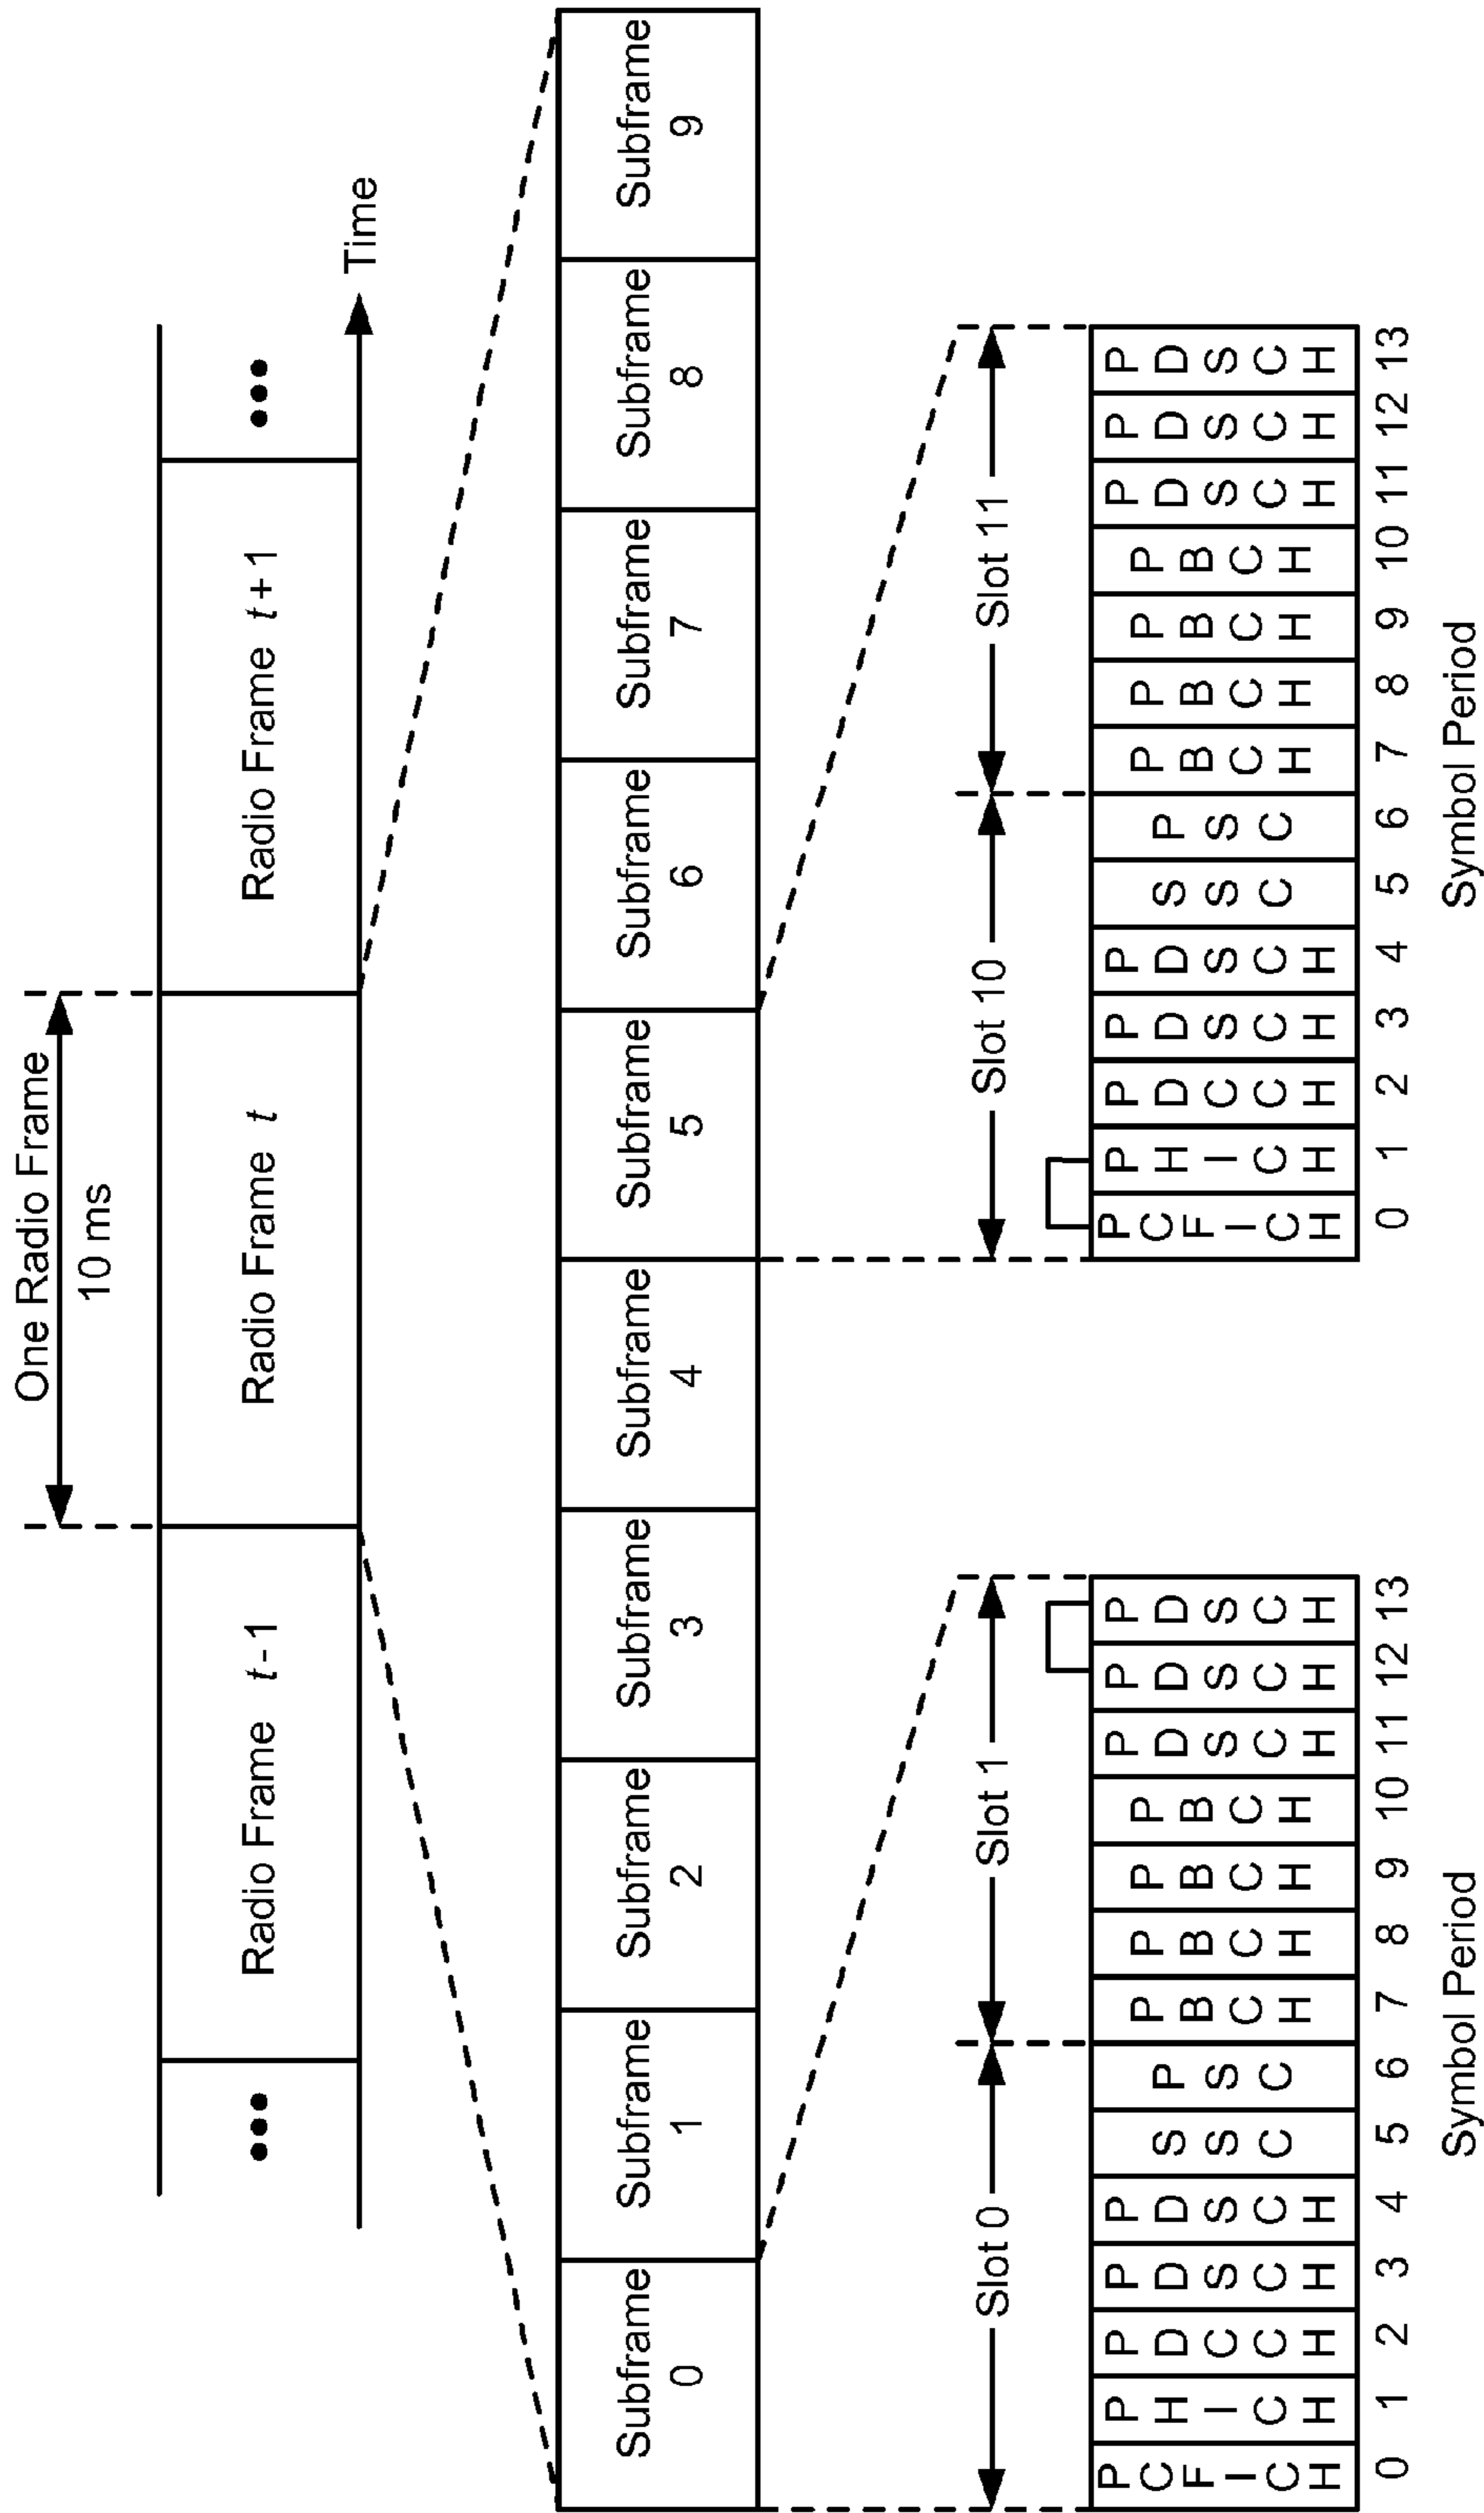 One Radio Frame
10 ms
••• Radio Frame t-1 Radio Frame t Radio Frame t+1 •••
Time
Subframe 0
Subframe 1
Subframe 2
Subframe 3
Subframe 4
Subframe 5
Subframe 6
Subframe 7
Subframe 8
Subframe 9
Slot 0 Slot 1
PCFICH PHICH PDCCH PDSCH PDSCH SSC PSC PBCH PBCH PBCH PBCH PDSCH PDSCH PDSCH
0 1 2 3 4 5 6 7 8 9 10 11 12 13
Symbol Period
Slot 10 Slot 11
PCFICH PHICH PDCCH PDSCH PDSCH SSC PSC PBCH PBCH PBCH PBCH PDSCH PDSCH PDSCH
0 1 2 3 4 5 6 7 8 9 10 11 12 13
Symbol Period